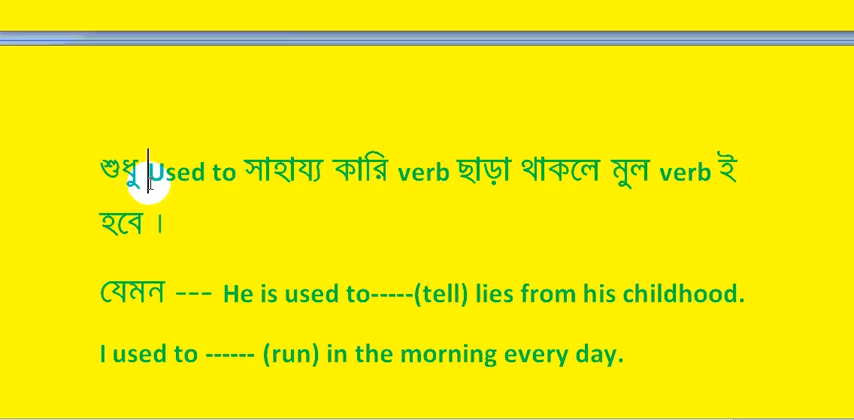 শুধু Used to সাহায্য কারি verb ছাড়া থাকলে মুল verb ই
হবে ।
যেমন --- He is used to-----(tell) lies from his childhood.
I used to ------ (run) in the morning every day.